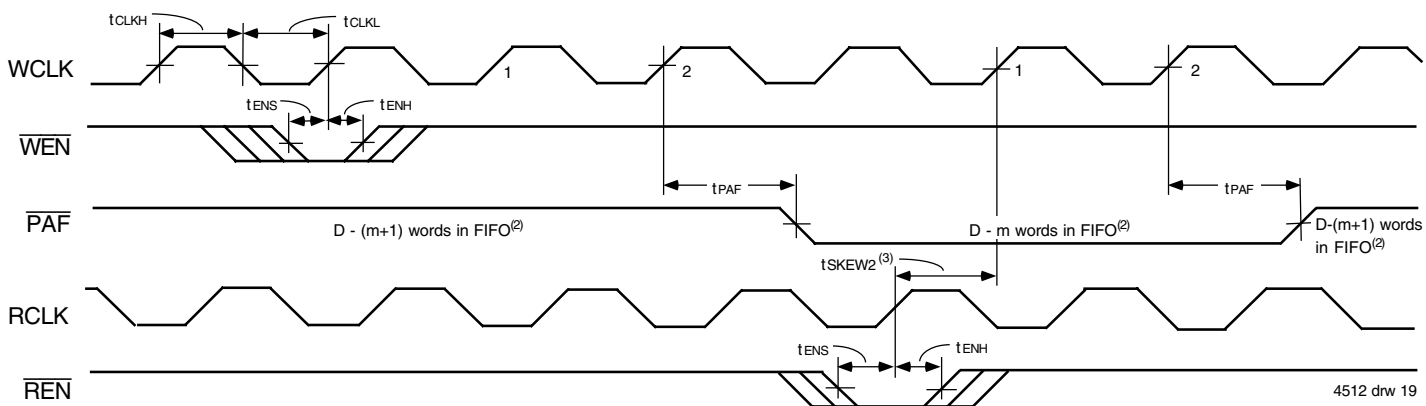 tCLKH
tCLKL
WCLK
1
2
1
2
tENS
tENH
WEN
tPAF
tPAF
PAF
D - (m+1) words in FIFO(2)
D - m words in FIFO(2)
D-(m+1) words
in FIFO(2)
tSKEW2(3)
RCLK
tENS
tENH
REN
4512 drw 19